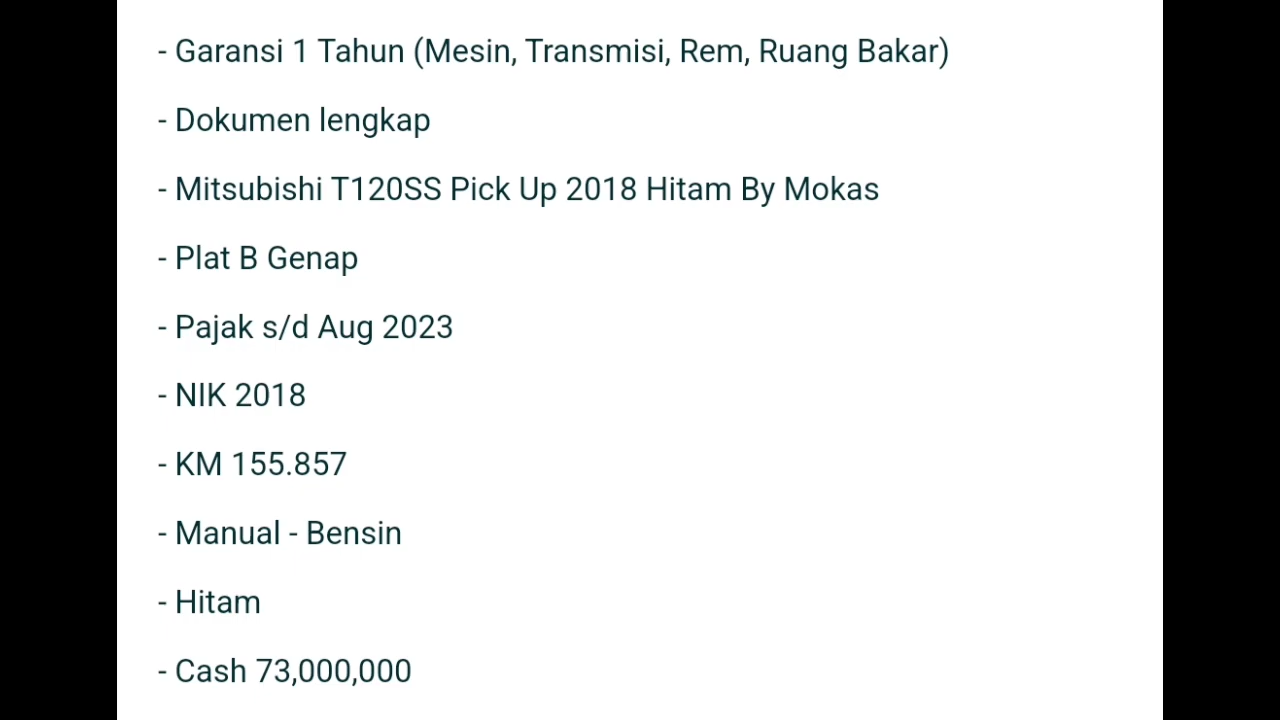 - Garansi 1 Tahun (Mesin, Transmisi, Rem, Ruang Bakar)
- Dokumen lengkap
- Mitsubishi T120SS Pick Up 2018 Hitam By Mokas
- Plat B Genap
- Pajak s/d Aug 2023
- NIK 2018
- KM 155.857
- Manual - Bensin
- Hitam
- Cash 73,000,000